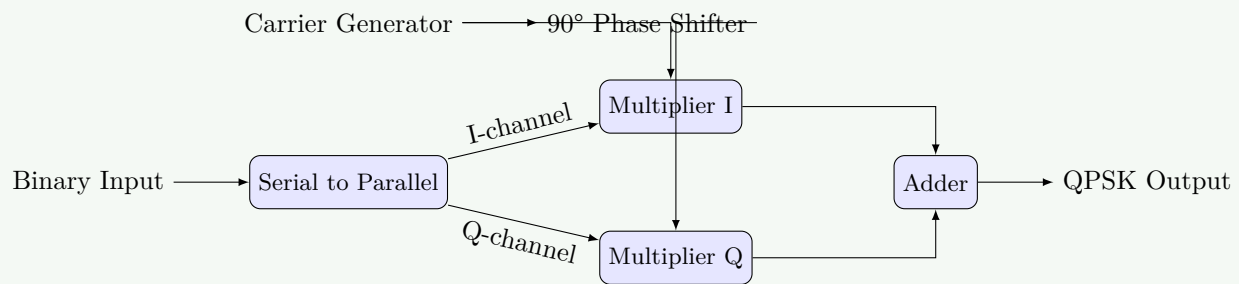 Carrier Generator
90° Phase Shifter
Multiplier I
I-channel
Binary Input
Serial to Parallel
Adder
QPSK Output
Q-channel
Multiplier Q